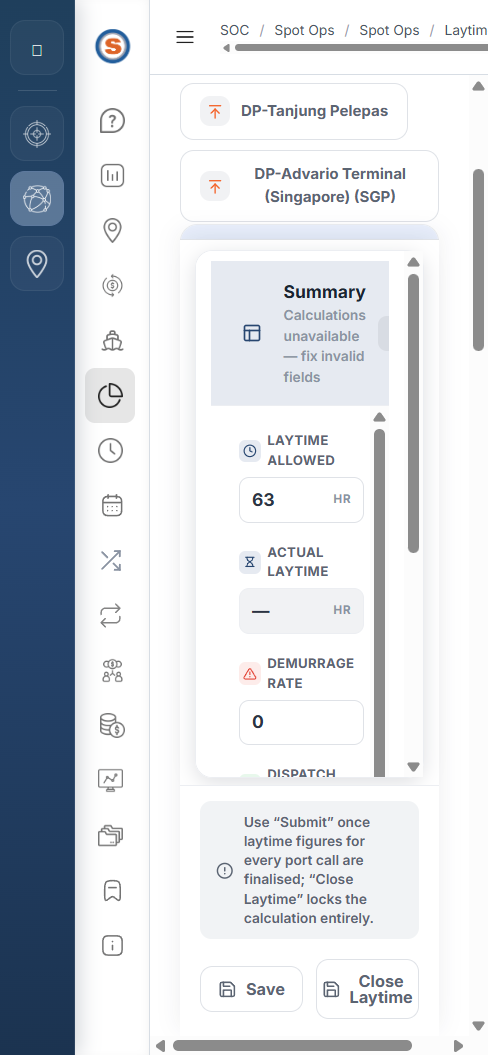 S
SOC / Spot Ops / Spot Ops / Laytim
DP-Tanjung Pelepas
DP-Advario Terminal
(Singapore) (SGP)
Summary
Calculations
unavailable
— fix invalid
fields
LAYTIME
ALLOWED
63 HR
ACTUAL
LAYTIME
— HR
DEMURRAGE
RATE
0
DISPATCH
Use “Submit” once
laytime figures for
every port call are
finalised; “Close
Laytime” locks the
calculation entirely.
Save
Close
Laytime